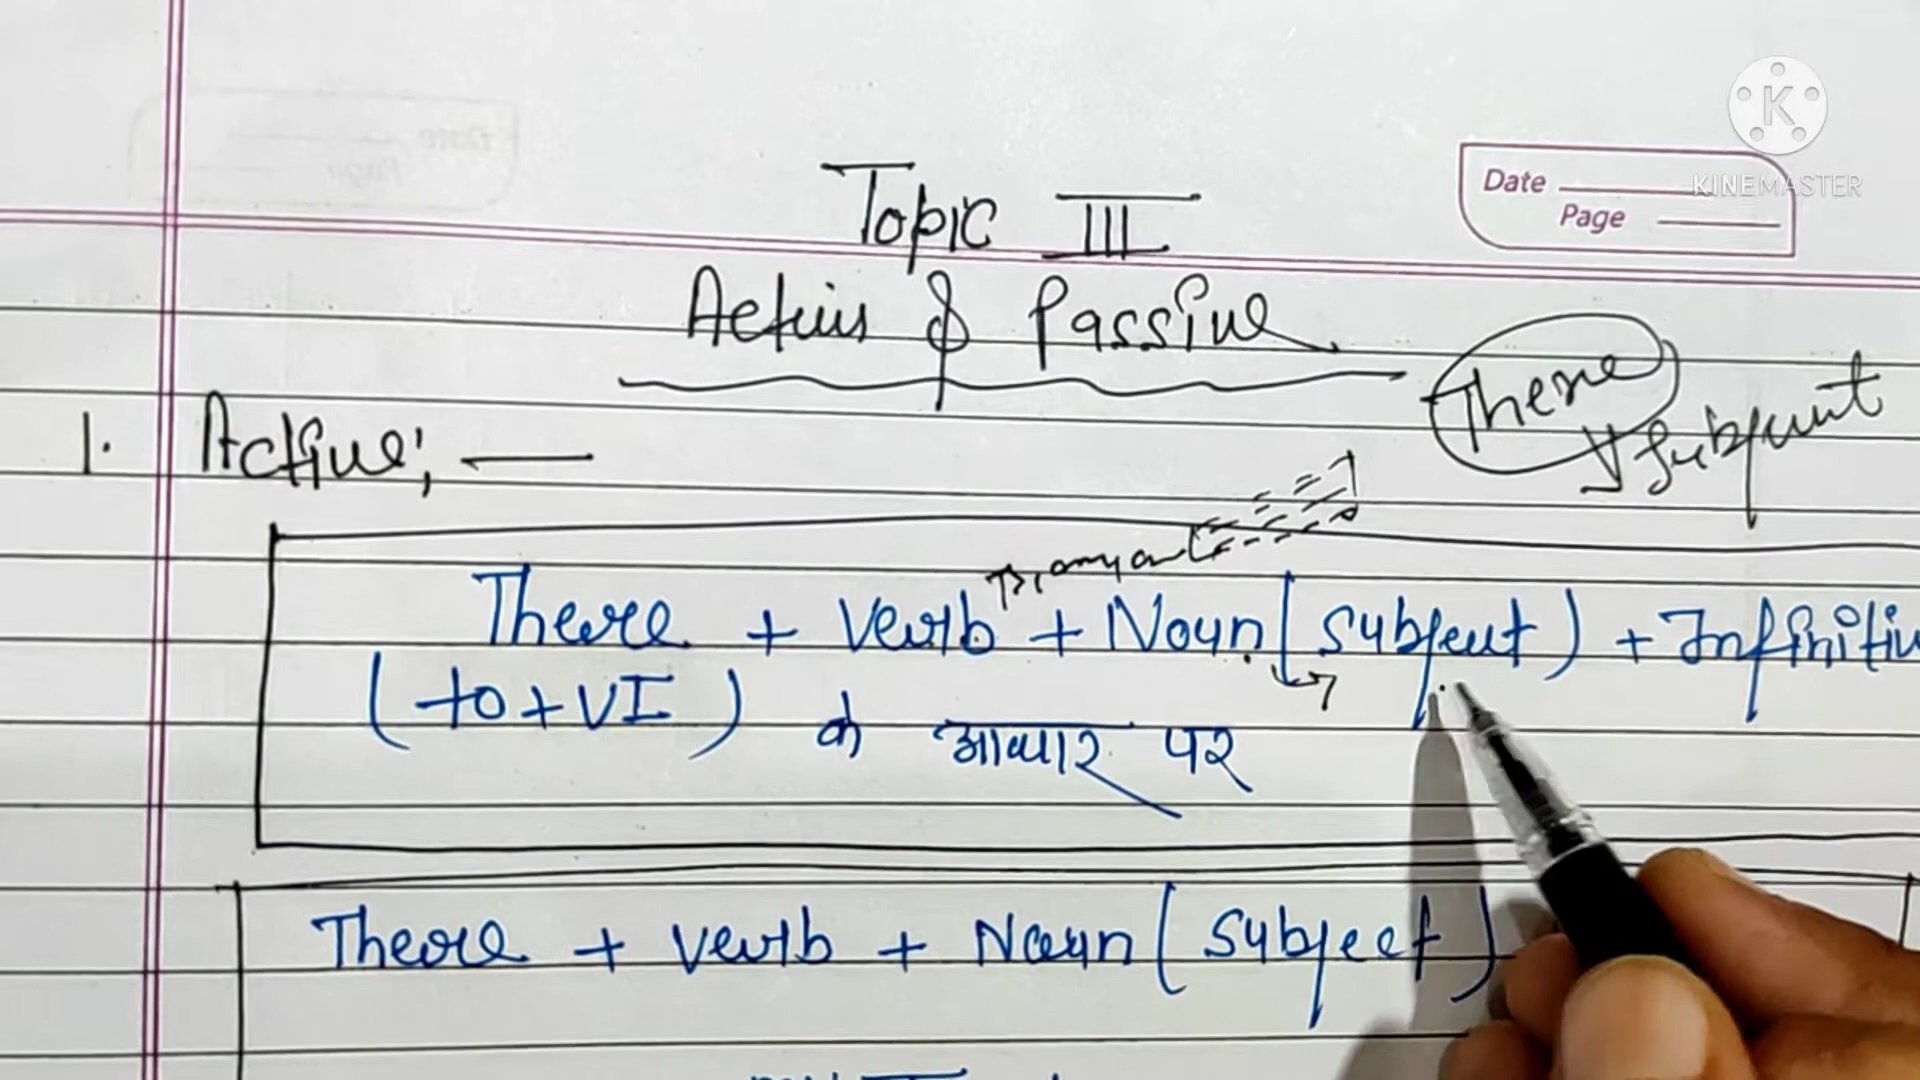 KINEMASTER
Date
Page
Topic III
Active & Passive
There
Subject
1. Active; —
There + Verb + Noun (Subject) + Infinitiv
(to + VI) के आधार पर
There + Verb + Noun (Subject)